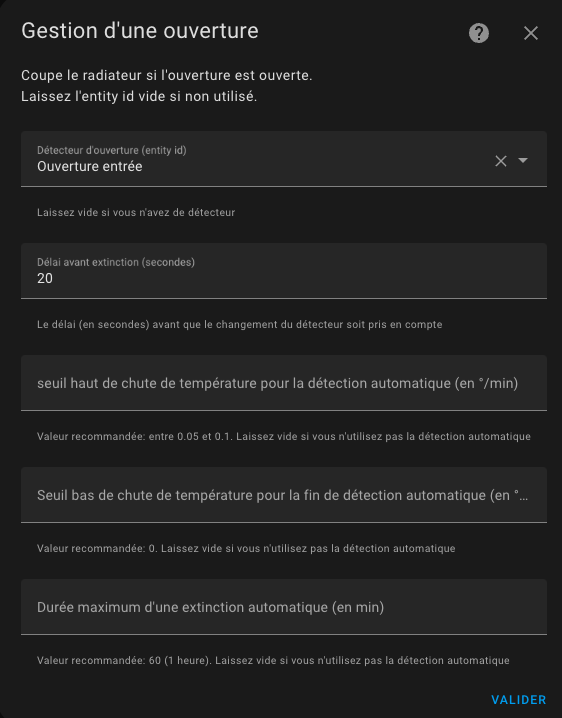 Gestion d'une ouverture
Coupe le radiateur si l'ouverture est ouverte.
Laissez l'entity id vide si non utilisé.
Détecteur d'ouverture (entity id)
Ouverture entrée
Laissez vide si vous n'avez de détecteur
Délai avant extinction (secondes)
20
Le délai (en secondes) avant que le changement du détecteur soit pris en compte
seuil haut de chute de température pour la détection automatique (en °/min)
Valeur recommandée: entre 0.05 et 0.1. Laissez vide si vous n'utilisez pas la détection automatique
Seuil bas de chute de température pour la fin de détection automatique (en °...
Valeur recommandée: 0. Laissez vide si vous n'utilisez pas la détection automatique
Durée maximum d'une extinction automatique (en min)
Valeur recommandée: 60 (1 heure). Laissez vide si vous n'utilisez pas la détection automatique
VALIDER